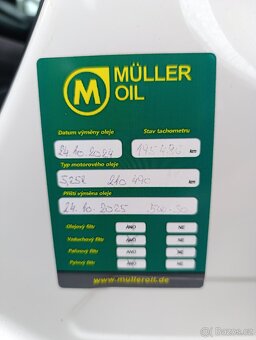 MÜLLER
OIL
Datum výměny oleje
Stav tachometru
24.10.2024
km
Typ motorového oleje
km
Příští výměna oleje
24.10.2025
Olejový filtr ANO NE
Vzduchový filtr ANO NE
Palivový filtr ANO NE
Pylový filtr ANO NE
www.mulleroil.de